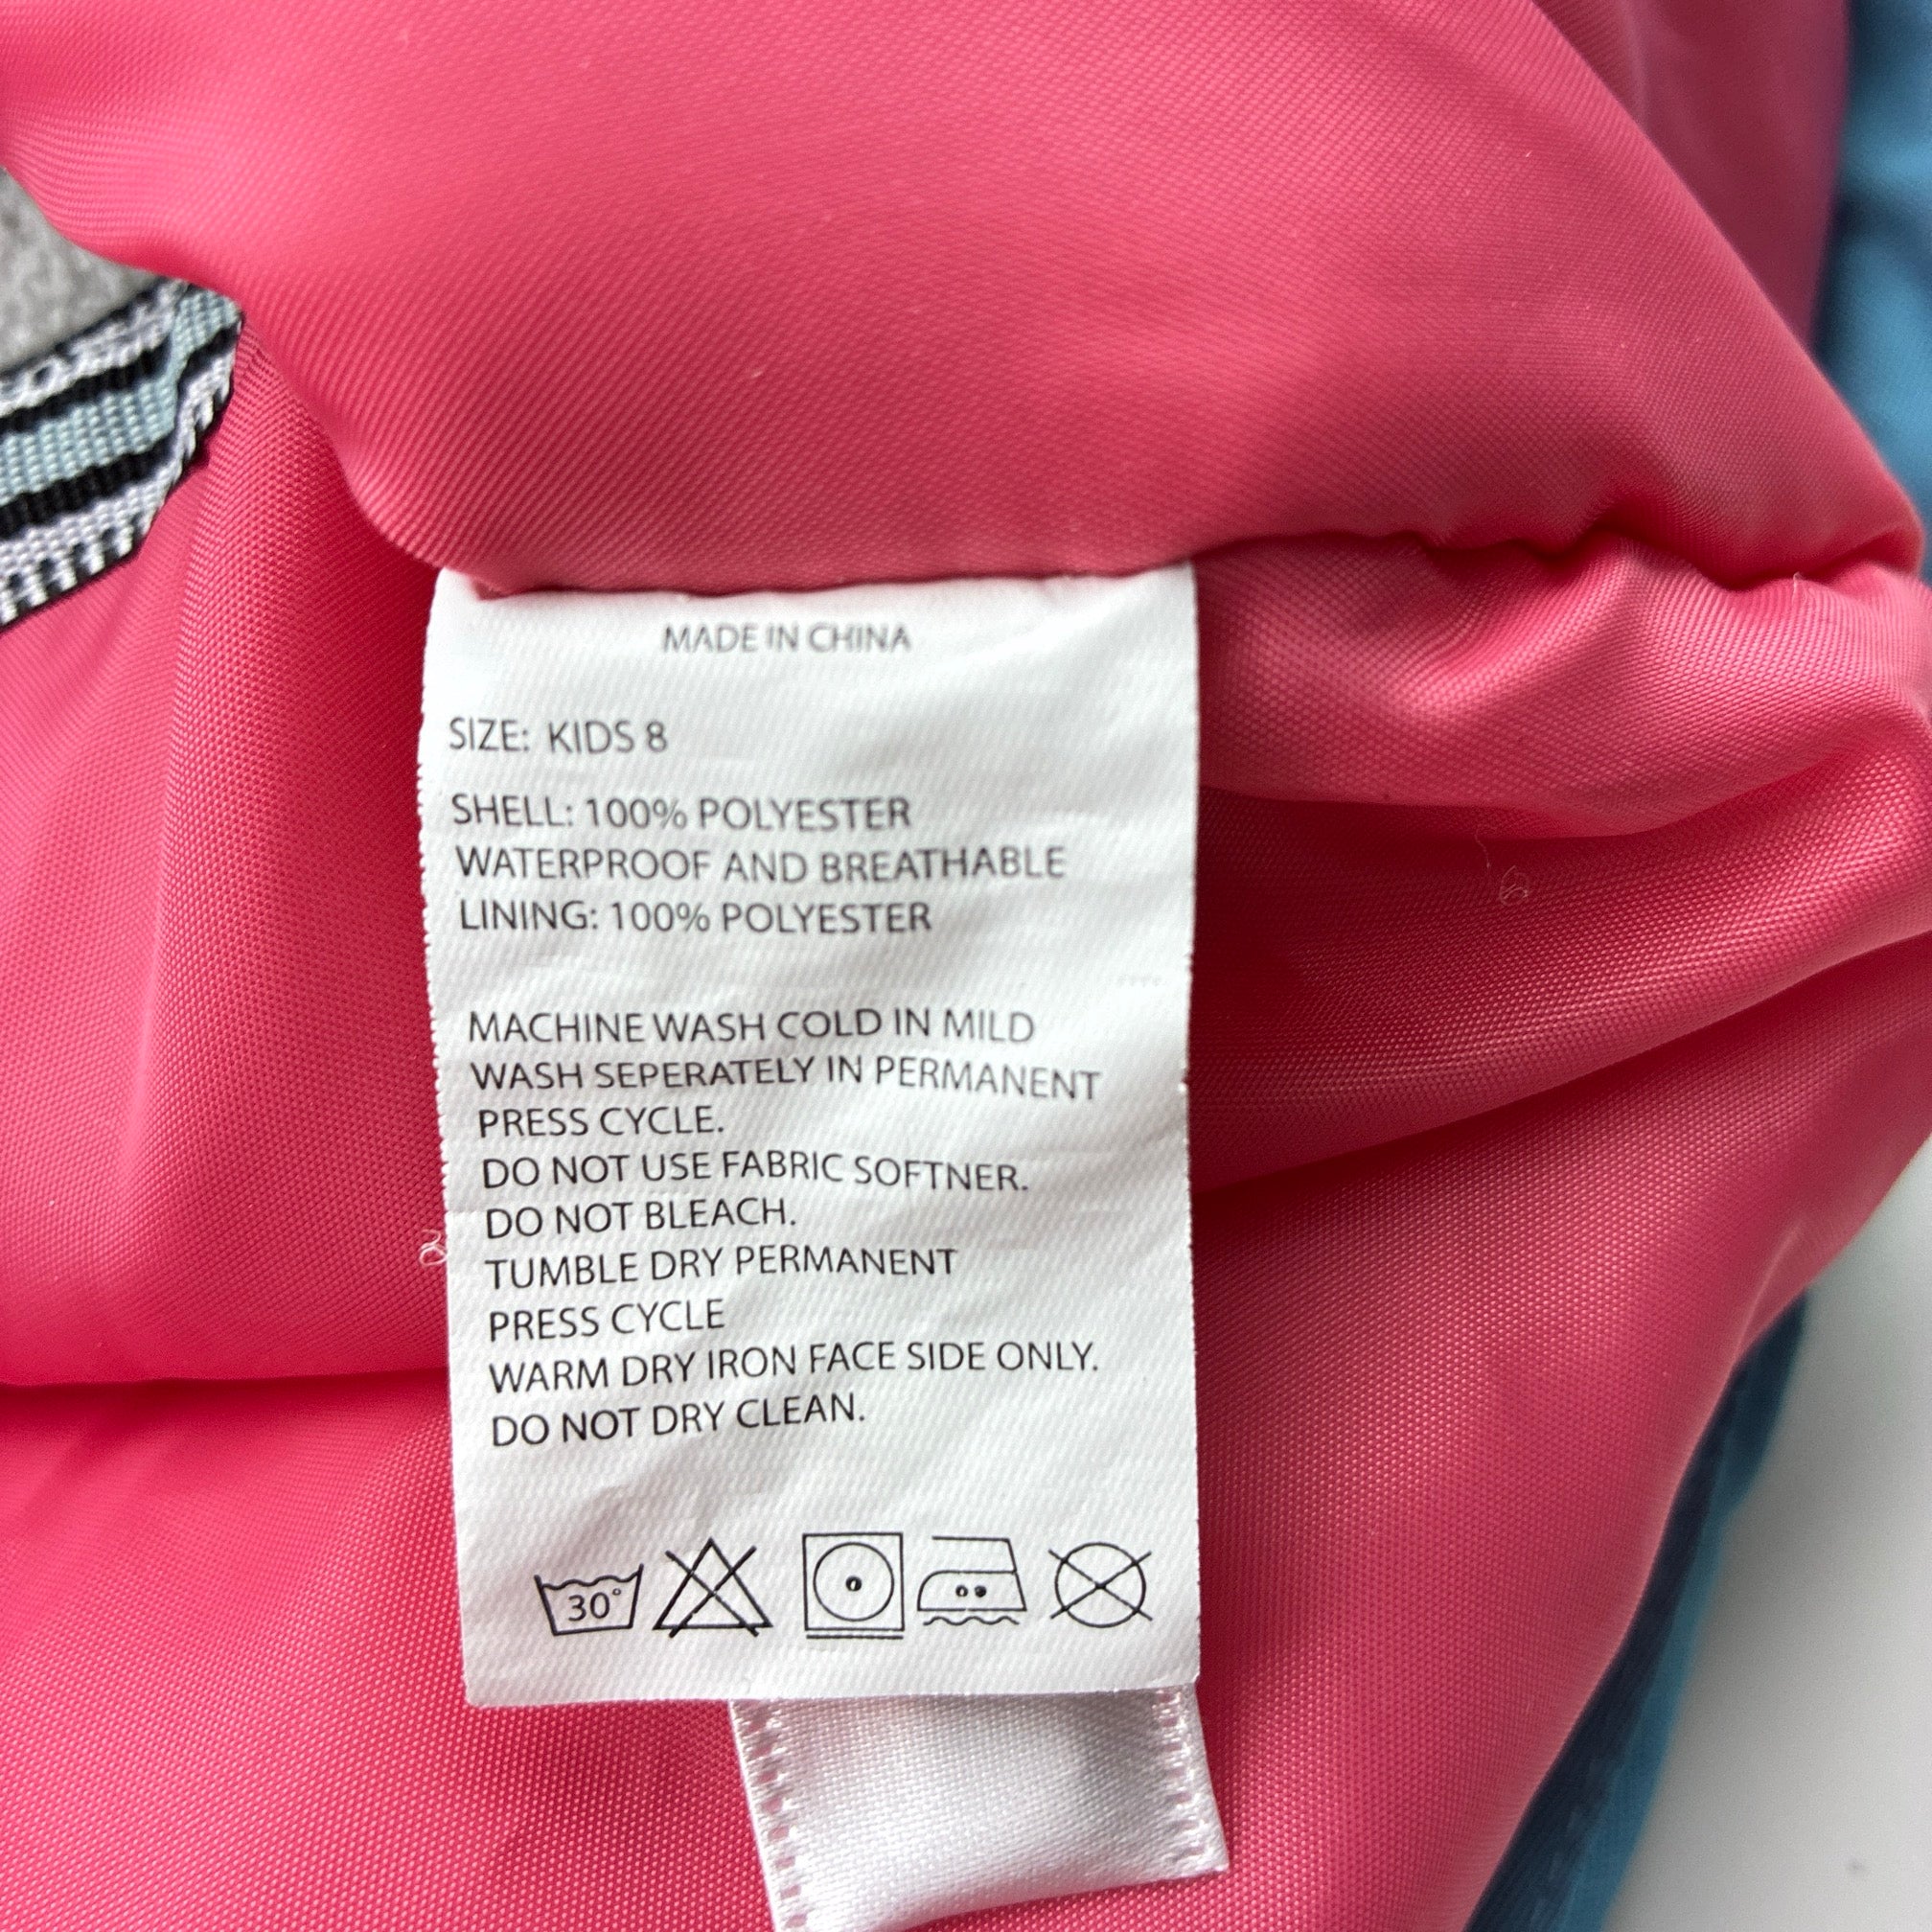 MADE IN CHINA
SIZE: KIDS 8
SHELL: 100% POLYESTER
WATERPROOF AND BREATHABLE
LINING: 100% POLYESTER
MACHINE WASH COLD IN MILD
WASH SEPERATELY IN PERMANENT
PRESS CYCLE.
DO NOT USE FABRIC SOFTNER.
DO NOT BLEACH.
TUMBLE DRY PERMANENT
PRESS CYCLE
WARM DRY IRON FACE SIDE ONLY.
DO NOT DRY CLEAN.
30°